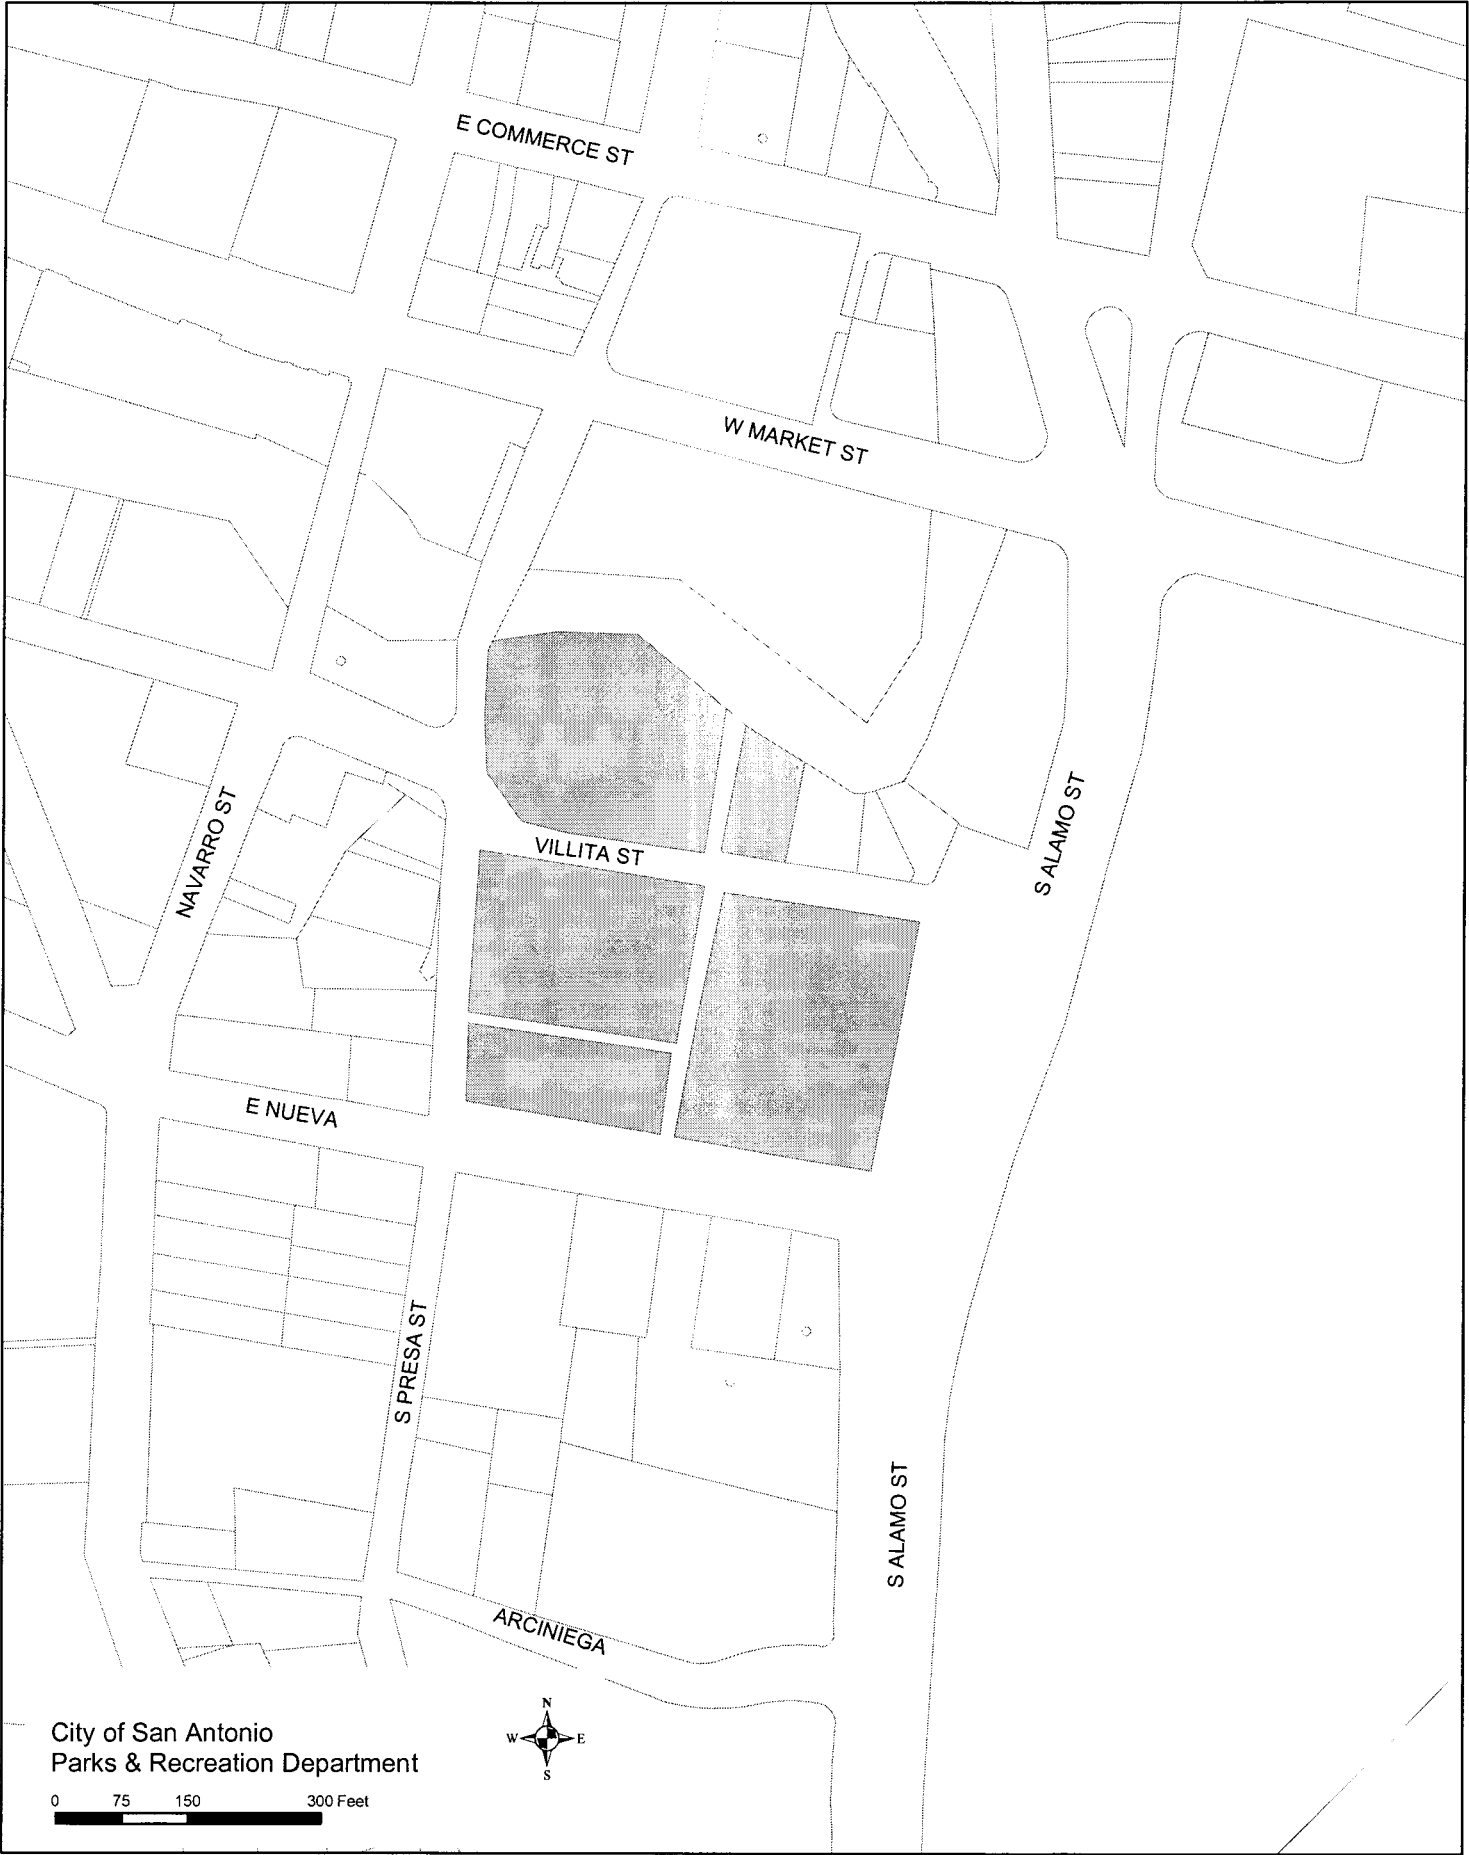 E COMMERCE ST
W MARKET ST
S ALAMO ST
NAVARRO ST
VILLITA ST
E NUEVA
S PRESA ST
S ALAMO ST
ARCINIEGA
N
W E
S
City of San Antonio
Parks & Recreation Department
0 75 150 300 Feet